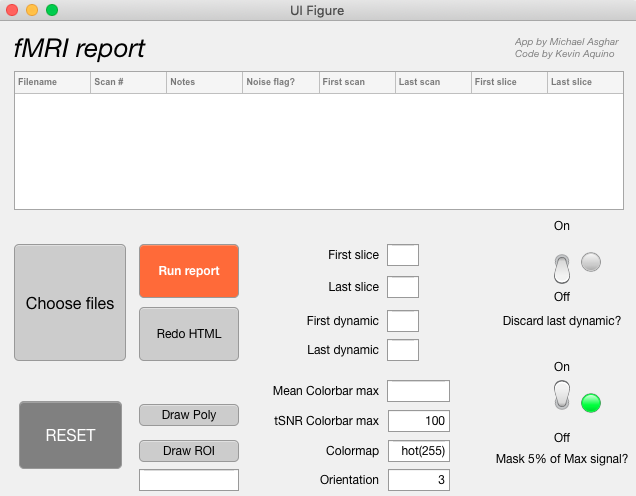 UI Figure
fMRI report
App by Michael Asghar
Code by Kevin Aquino
Filename Scan # Notes Noise flag? First scan Last scan First slice Last slice
On
Choose files
Run report
First slice
Last slice
Off
Redo HTML
First dynamic
Discard last dynamic?
Last dynamic
On
Mean Colorbar max
RESET
Draw Poly
tSNR Colorbar max 100
Off
Draw ROI
Colormap hot(255)
Mask 5% of Max signal?
Orientation 3